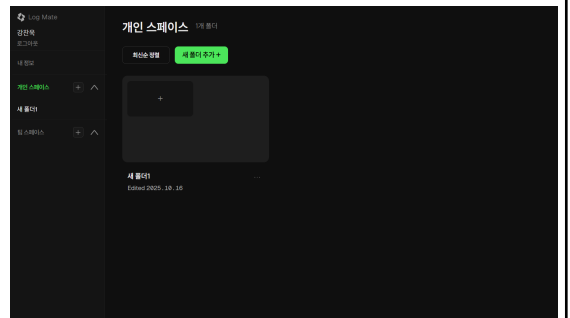 Log Mate
강찬욱
로그아웃
내 정보
개인 스페이스 +
새 폴더1
팀 스페이스 +
개인 스페이스 1개 폴더
최신순 정렬 새 폴더 추가 +
+
새 폴더1
Edited 2025.10.16